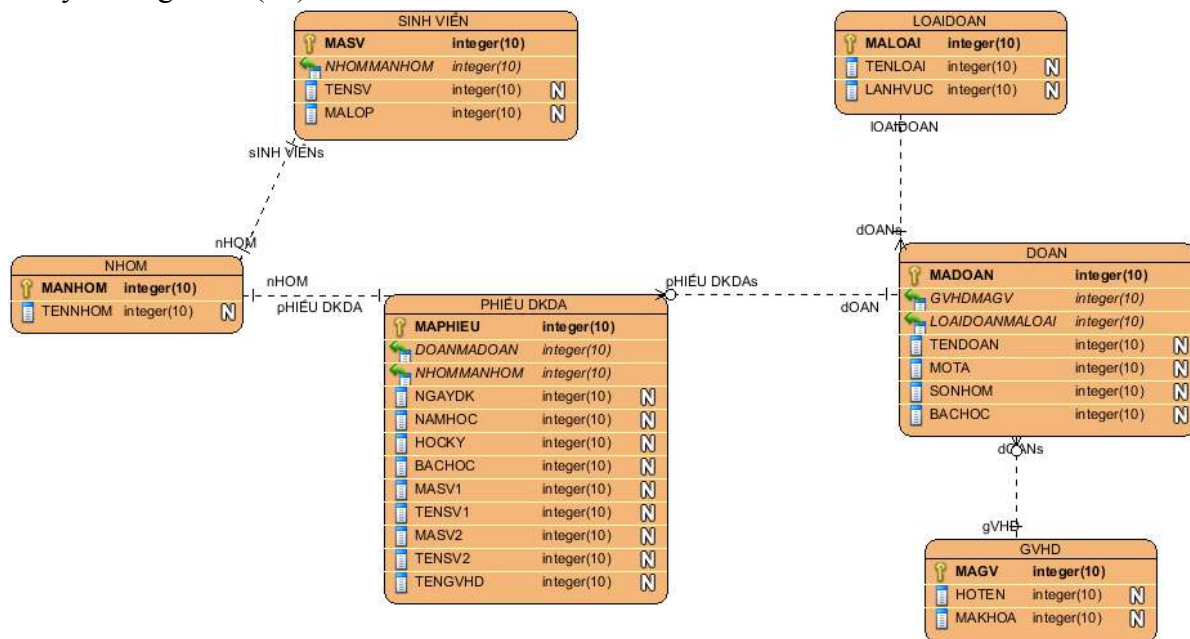 SINH VIÊN
MASV integer(10)
NHOMMANHOM integer(10)
TENSV integer(10) N
MALOP integer(10) N
sINH VIÊNs
nHOM
NHOM
MANHOM integer(10)
TENNHOM integer(10) N
nHOM
pHIẾU DKDA
PHIẾU DKDA
MAPHIEU integer(10)
DOANMADOAN integer(10)
NHOMMANHOM integer(10)
NGAYDK integer(10) N
NAMHOC integer(10) N
HOCKY integer(10) N
BACHOC integer(10) N
MASV1 integer(10) N
TENSV1 integer(10) N
MASV2 integer(10) N
TENSV2 integer(10) N
TENGVHD integer(10) N
pHIẾU DKDAs
dOAN
LOAIDOAN
MALOAI integer(10)
TENLOAI integer(10) N
LANHVUC integer(10) N
lOAIDOAN
dOANs
DOAN
MADOAN integer(10)
GVHDMAGV integer(10)
LOAIDOANMALOAI integer(10)
TENDOAN integer(10) N
MOTA integer(10) N
SONHOM integer(10) N
BACHOC integer(10) N
dOANs
gVHD
GVHD
MAGV integer(10)
HOTEN integer(10) N
MAKHOA integer(10) N